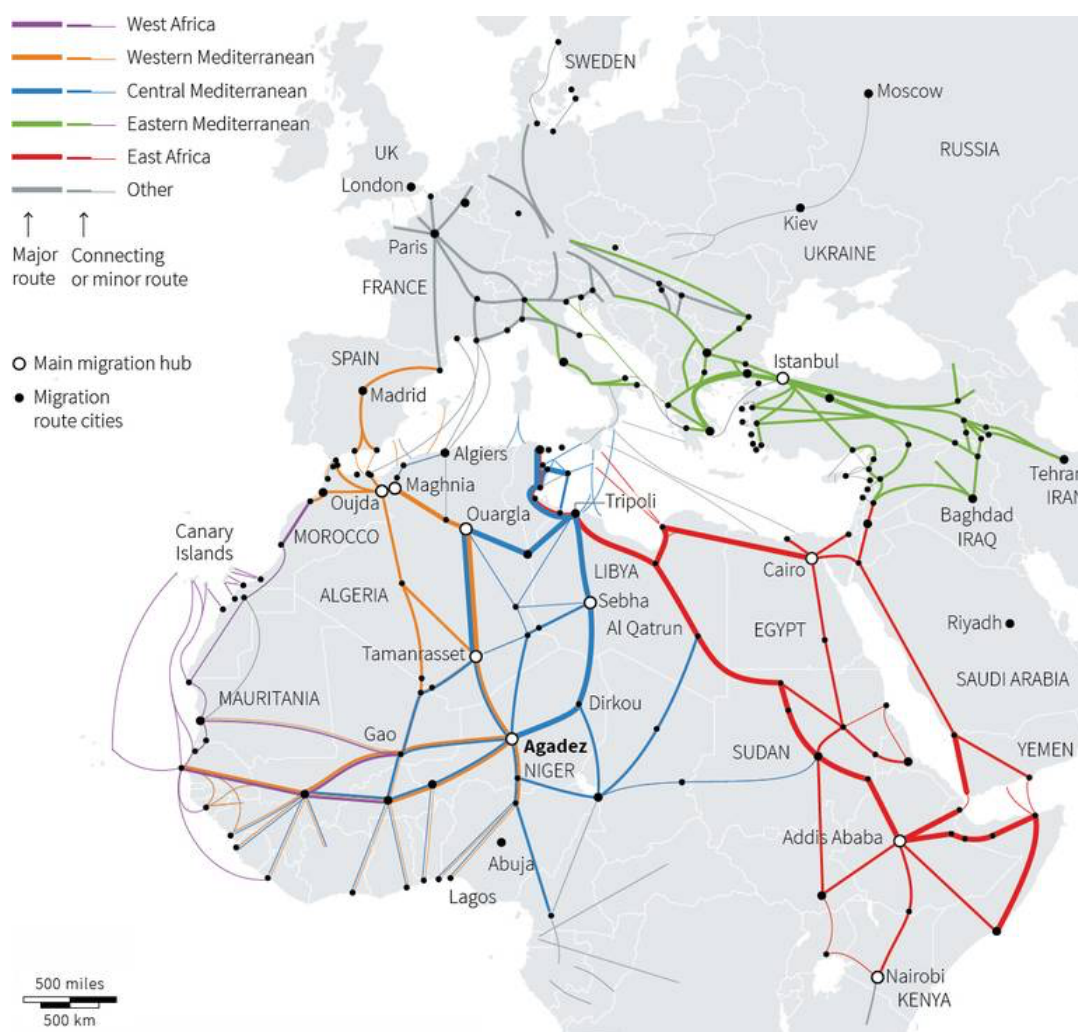 West Africa
Western Mediterranean
Central Mediterranean
Eastern Mediterranean
East Africa
Other
Major
route
Connecting
or minor route
Main migration hub
Migration
route cities
SWEDEN
Moscow
RUSSIA
UK
London
Kiev
Paris
UKRAINE
FRANCE
SPAIN
Istanbul
Madrid
Algiers
Maghnia
Tehran
IRAN
Oujda
Ouargla
Tripoli
Baghdad
IRAQ
Canary
Islands
MOROCCO
LIBYA
Cairo
ALGERIA
Sebha
Al Qatrun
EGYPT
Riyadh
Tamanrasset
SAUDI ARABIA
MAURITANIA
Dirkou
Gao
Agadez
NIGER
SUDAN
YEMEN
Addis Ababa
Abuja
Lagos
Nairobi
KENYA
500 miles
500 km